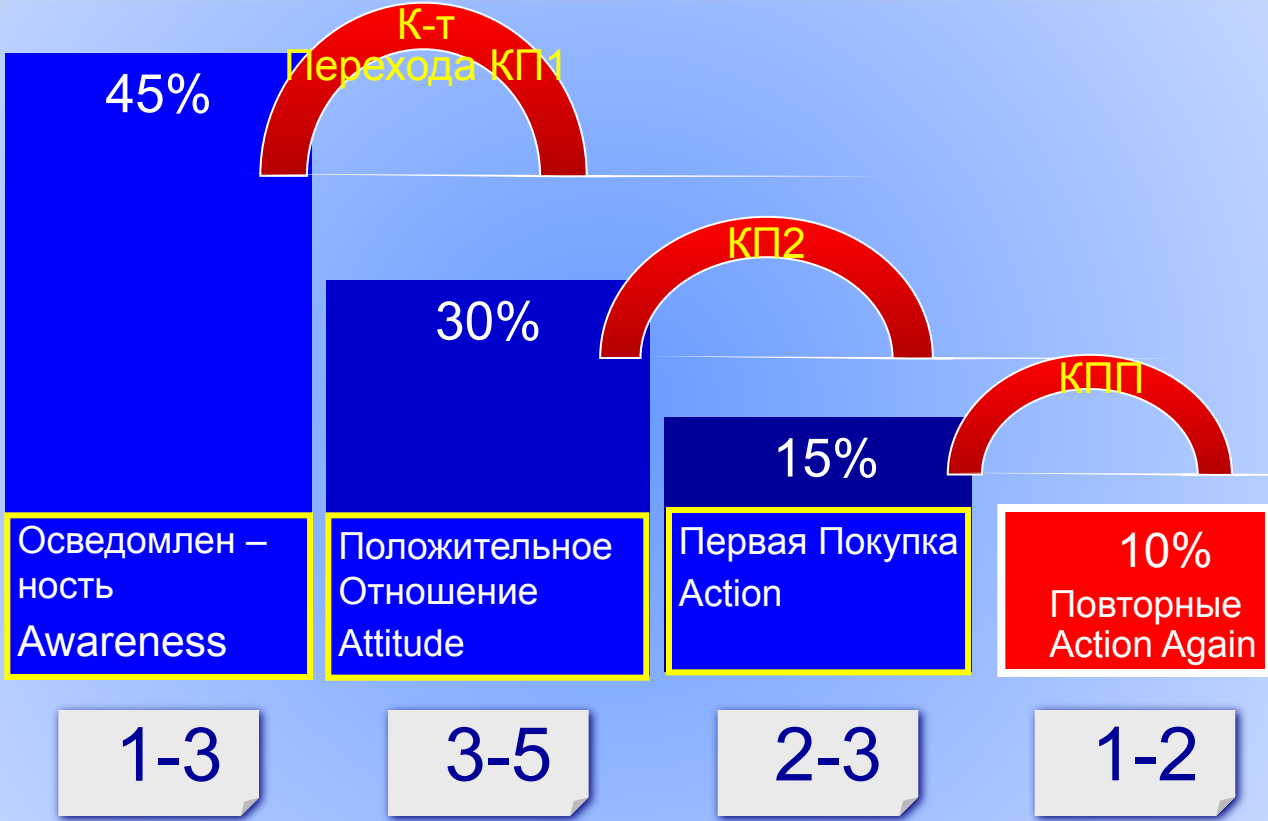 К-т
Перехода КП1
45%
КП2
30%
КПП
15%
Осведомлен –
ность
Awareness
Положительное
Отношение
Attitude
Первая Покупка
Action
10%
Повторные
Action Again
1-3
3-5
2-3
1-2